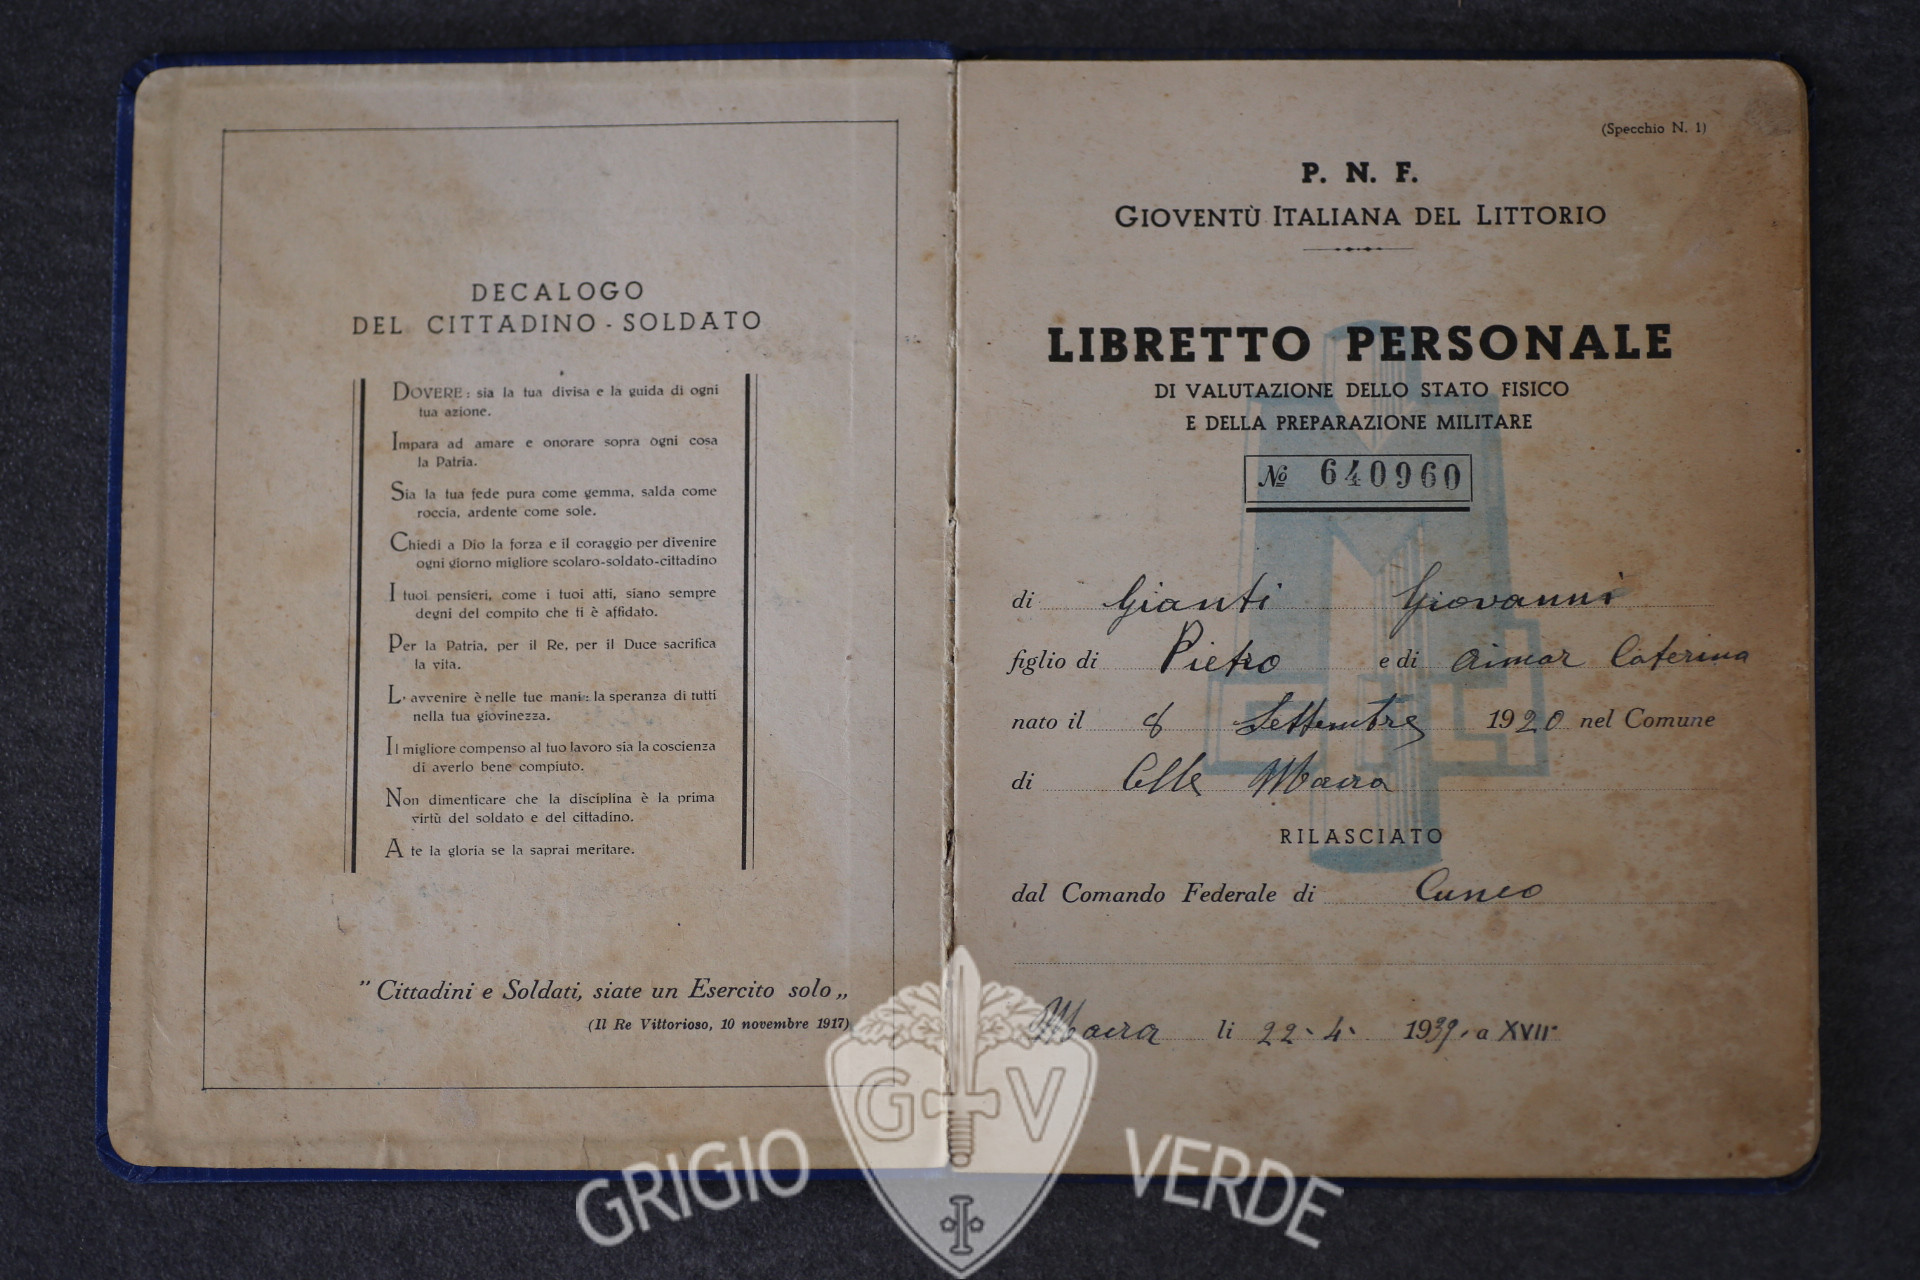 DECALOGO
DEL CITTADINO - SOLDATO
DOVERE: sia la tua divisa e la guida di ogni
tua azione.
Impara ad amare e onorare sopra ogni cosa
la Patria.
Sia la tua fede pura come gemma, salda come
roccia, ardente come sole.
Chiedi a Dio la forza e il coraggio per divenire
ogni giorno migliore scolaro-soldato-cittadino
I tuoi pensieri, come i tuoi atti, siano sempre
degni del compito che ti è affidato.
Per la Patria, per il Re, per il Duce sacrifica
la vita.
L' avvenire è nelle tue mani: la speranza di tutti
nella tua giovinezza.
Il migliore compenso al tuo lavoro sia la coscienza
di averlo bene compiuto.
Non dimenticare che la disciplina è la prima
virtù del soldato e del cittadino.
A te la gloria se la saprai meritare.
"Cittadini e Soldati, siate un Esercito solo„
(Il Re Vittorioso, 10 novembre 1917)
(Specchio N. 1)
P. N. F.
GIOVENTÙ ITALIANA DEL LITTORIO
LIBRETTO PERSONALE
DI VALUTAZIONE DELLO STATO FISICO
E DELLA PREPARAZIONE MILITARE
№ 640960
di Gianti Giovanni
figlio di Pietro e di Aimar Caterina
nato il 8 Settembre 1920 nel Comune
di Celle Macra
RILASCIATO
dal Comando Federale di Cuneo
Macra li 22-4- 1939. a XVII°
G V
GRIGIO VERDE